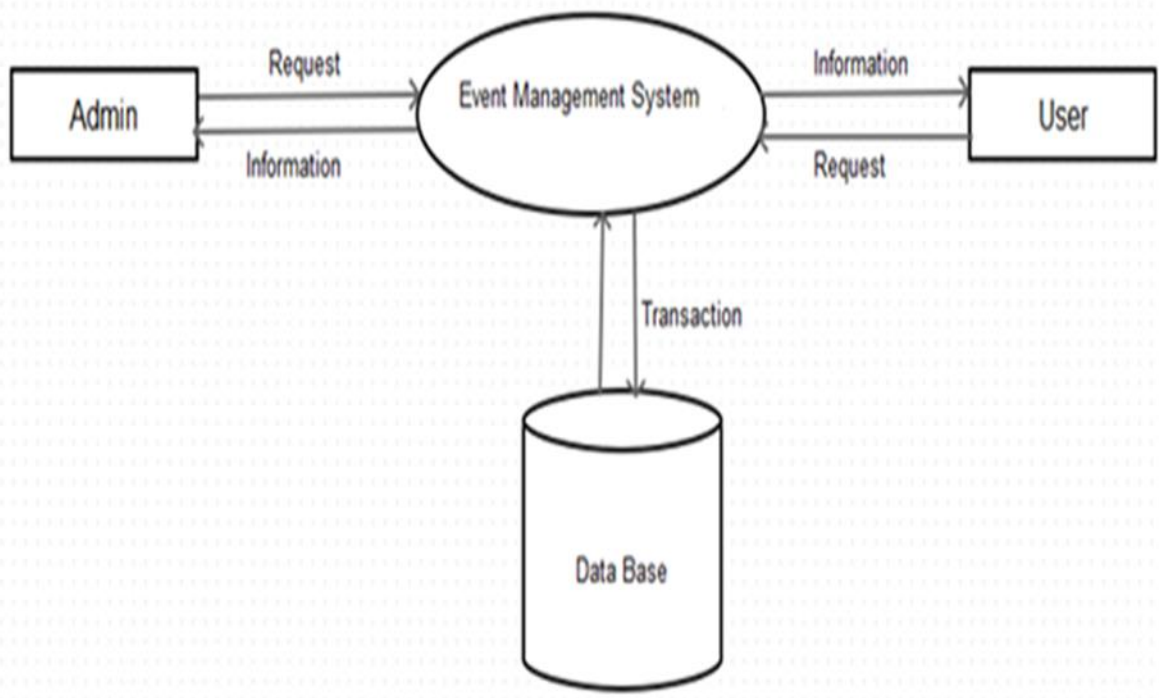 Request
Information
Admin
Event Management System
User
Information
Request
Transaction
Data Base